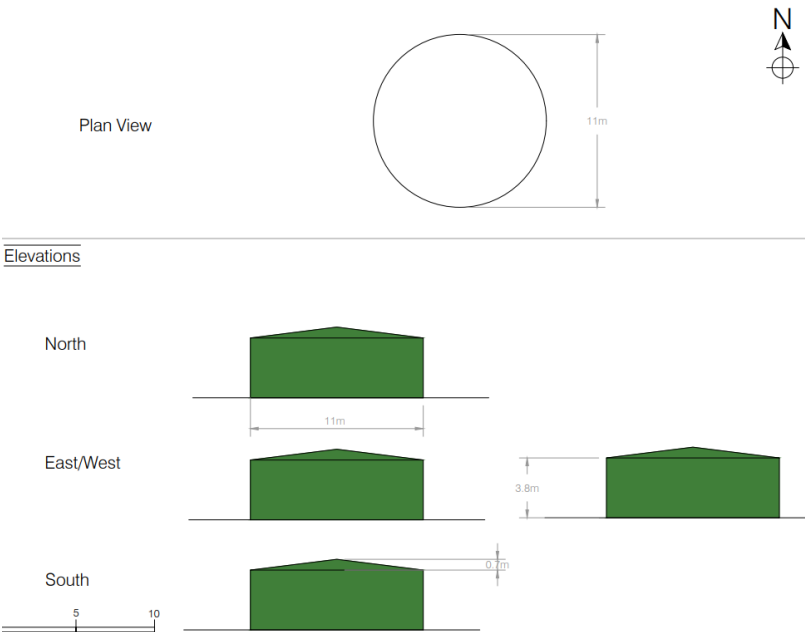 N
Plan View
11m
Elevations
North
11m
East/West
3.8m
South
0.7m
5
10